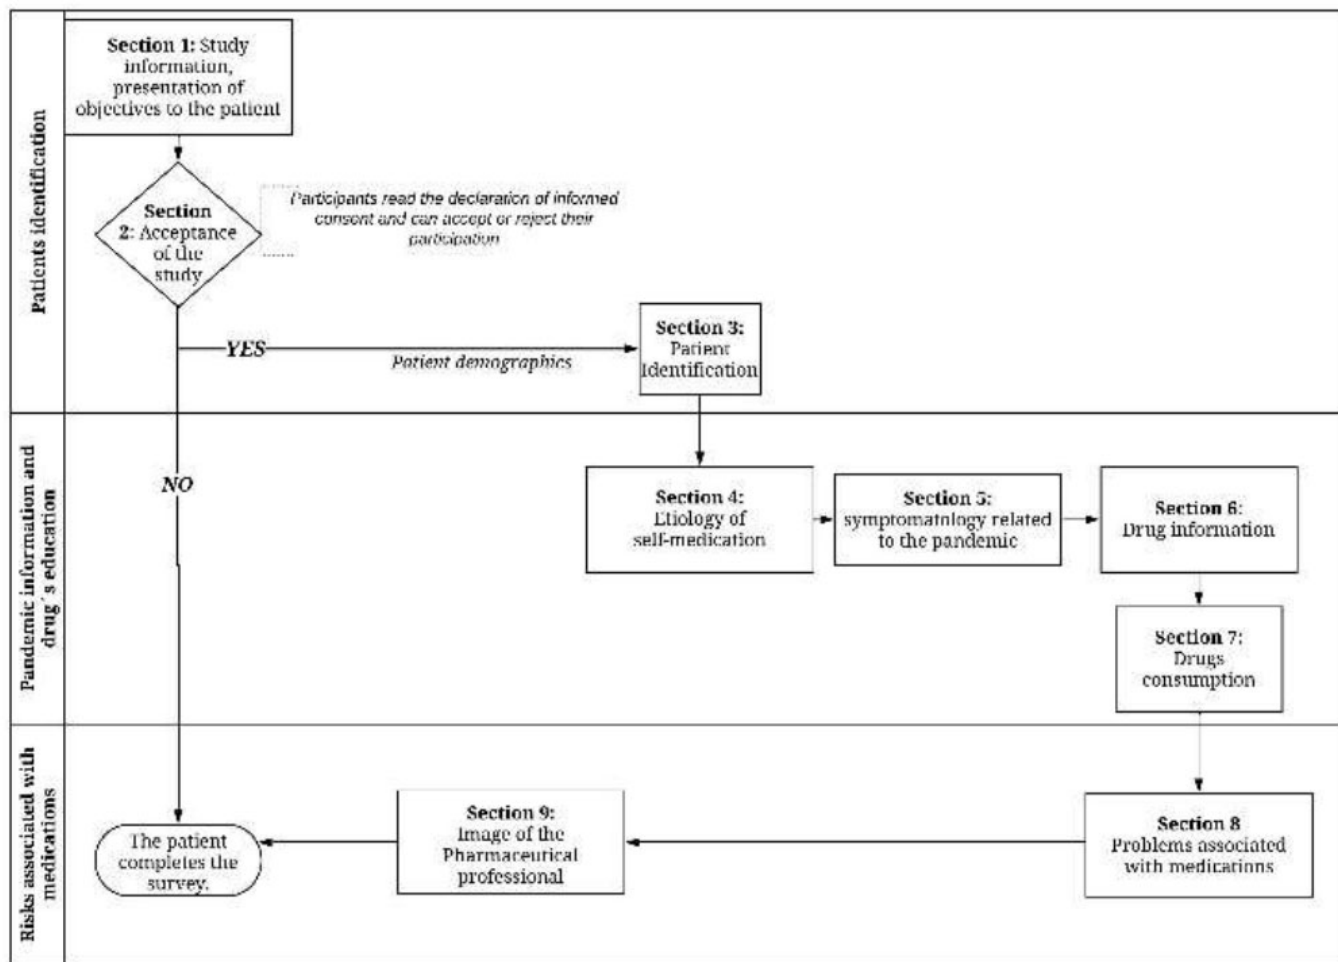 Patients identification
Section 1: Study
information,
presentation of
objectives to the patient
Section
2: Acceptance
of the
study
Participants read the declaration of informed
consent and can accept or reject their
participation
YES
Patient demographics
Section 3:
Patient
Identification
Pandemic information and
drug´s education
NO
Section 4:
Etiology of
self-medication
Section 5:
symptomatology related
to the pandemic
Section 6:
Drug information
Section 7:
Drugs
consumption
Risks associated with
medications
Section 8
Problems associated
with medications
Section 9:
Image of the
Pharmaceutical
professional
The patient
completes the
survey.